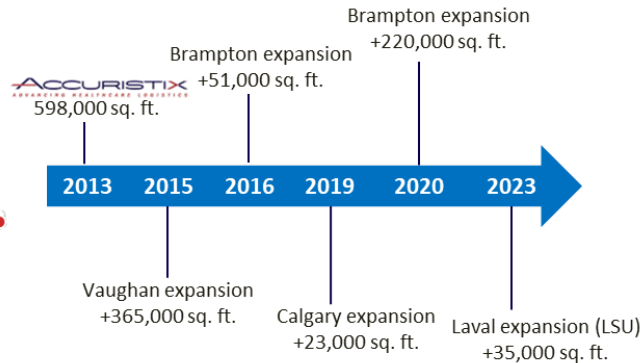 Brampton expansion
+220,000 sq. ft.
Brampton expansion
+51,000 sq. ft.
ACCURISTIX
ADVANCING HEALTHCARE LOGISTICS
598,000 sq. ft.
2013 2015 2016 2019 2020 2023
Vaughan expansion
+365,000 sq. ft.
Calgary expansion
+23,000 sq. ft.
Laval expansion (LSU)
+35,000 sq. ft.